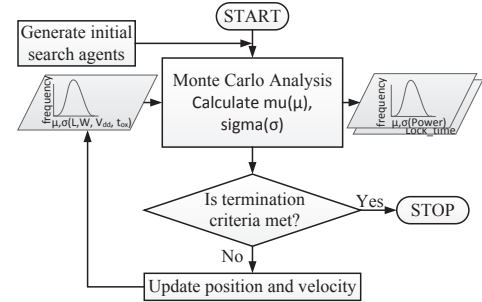 START
Generate initial
search agents
Monte Carlo Analysis
Calculate mu(μ),
sigma(σ)
frequency
μ,σ(L,W, Vdd, tox)
frequency
μ,σ(Power)
Lock_time
Is termination
criteria met?
Yes
STOP
No
Update position and velocity